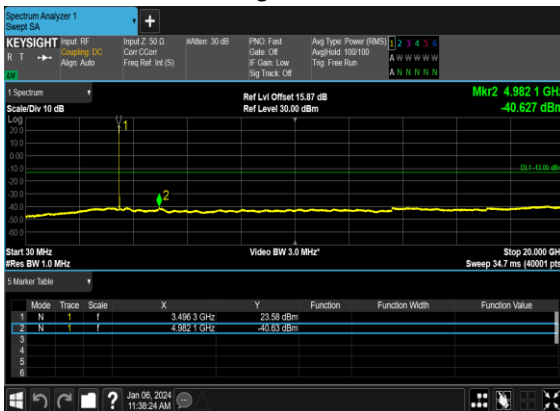 Spectrum Analyzer 1
Swept SA
KEYSIGHT Input: RF Input Z: 50 Ω #Atten: 30 dB PNO: Fast Avg Type: Power (RMS) 1 2 3 4 5 6
R T Coupling: DC Corr CCorr Gate: Off Avg|Hold: 100/100 A W W W W W
Align: Auto Freq Ref: Int (S) IF Gain: Low Trig: Free Run
LV Sig Track: Off A N N N N N
1 Spectrum Ref Lvl Offset 15.87 dB Mkr2 4.982 1 GHz
Scale/Div 10 dB Ref Level 30.00 dBm -40.627 dBm
Log
20.0
10.0
0.00
-10.0
DL1 -13.00 dBm
-20.0
-30.0
-40.0
-50.0
-60.0
1
2
Start 30 MHz Video BW 3.0 MHz* Stop 20.000 GHz
#Res BW 1.0 MHz Sweep 34.7 ms (40001 pts)
5 Marker Table
Mode Trace Scale X Y Function Function Width Function Value
1 N 1 f 3.496 3 GHz 23.58 dBm
2 N 1 f 4.982 1 GHz -40.63 dBm
3
4
5
6
Jan 06, 2024
11:38:24 AM